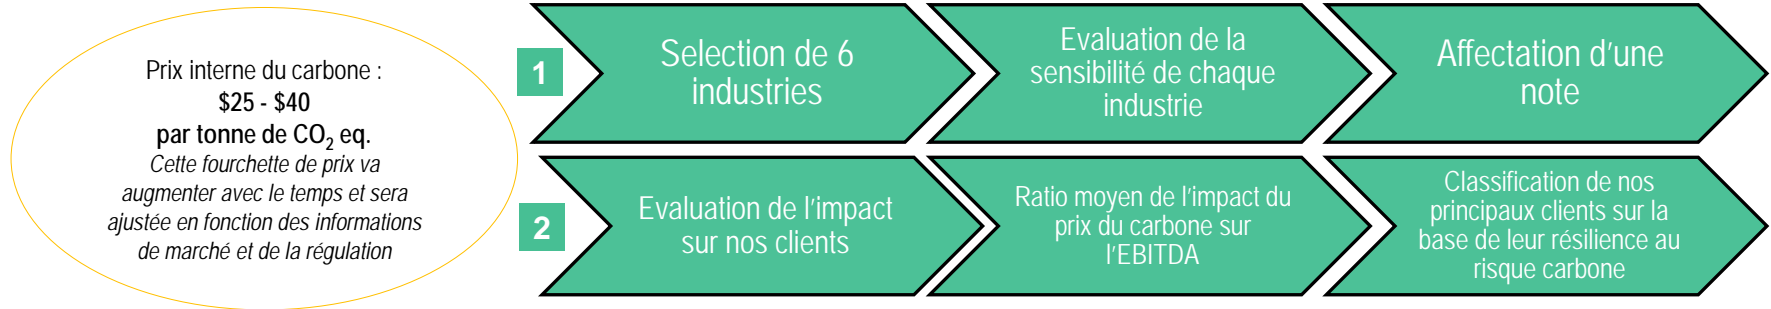 Prix interne du carbone :
$25 - $40
par tonne de CO₂ eq.
Cette fourchette de prix va
augmenter avec le temps et sera
ajustée en fonction des informations
de marché et de la régulation
1
Selection de 6
industries
Evaluation de la
sensibilité de chaque
industrie
Affectation d'une
note
2
Evaluation de l'impact
sur nos clients
Ratio moyen de l'impact du
prix du carbone sur
l'EBITDA
Classification de nos
principaux clients sur la
base de leur résilience au
risque carbone